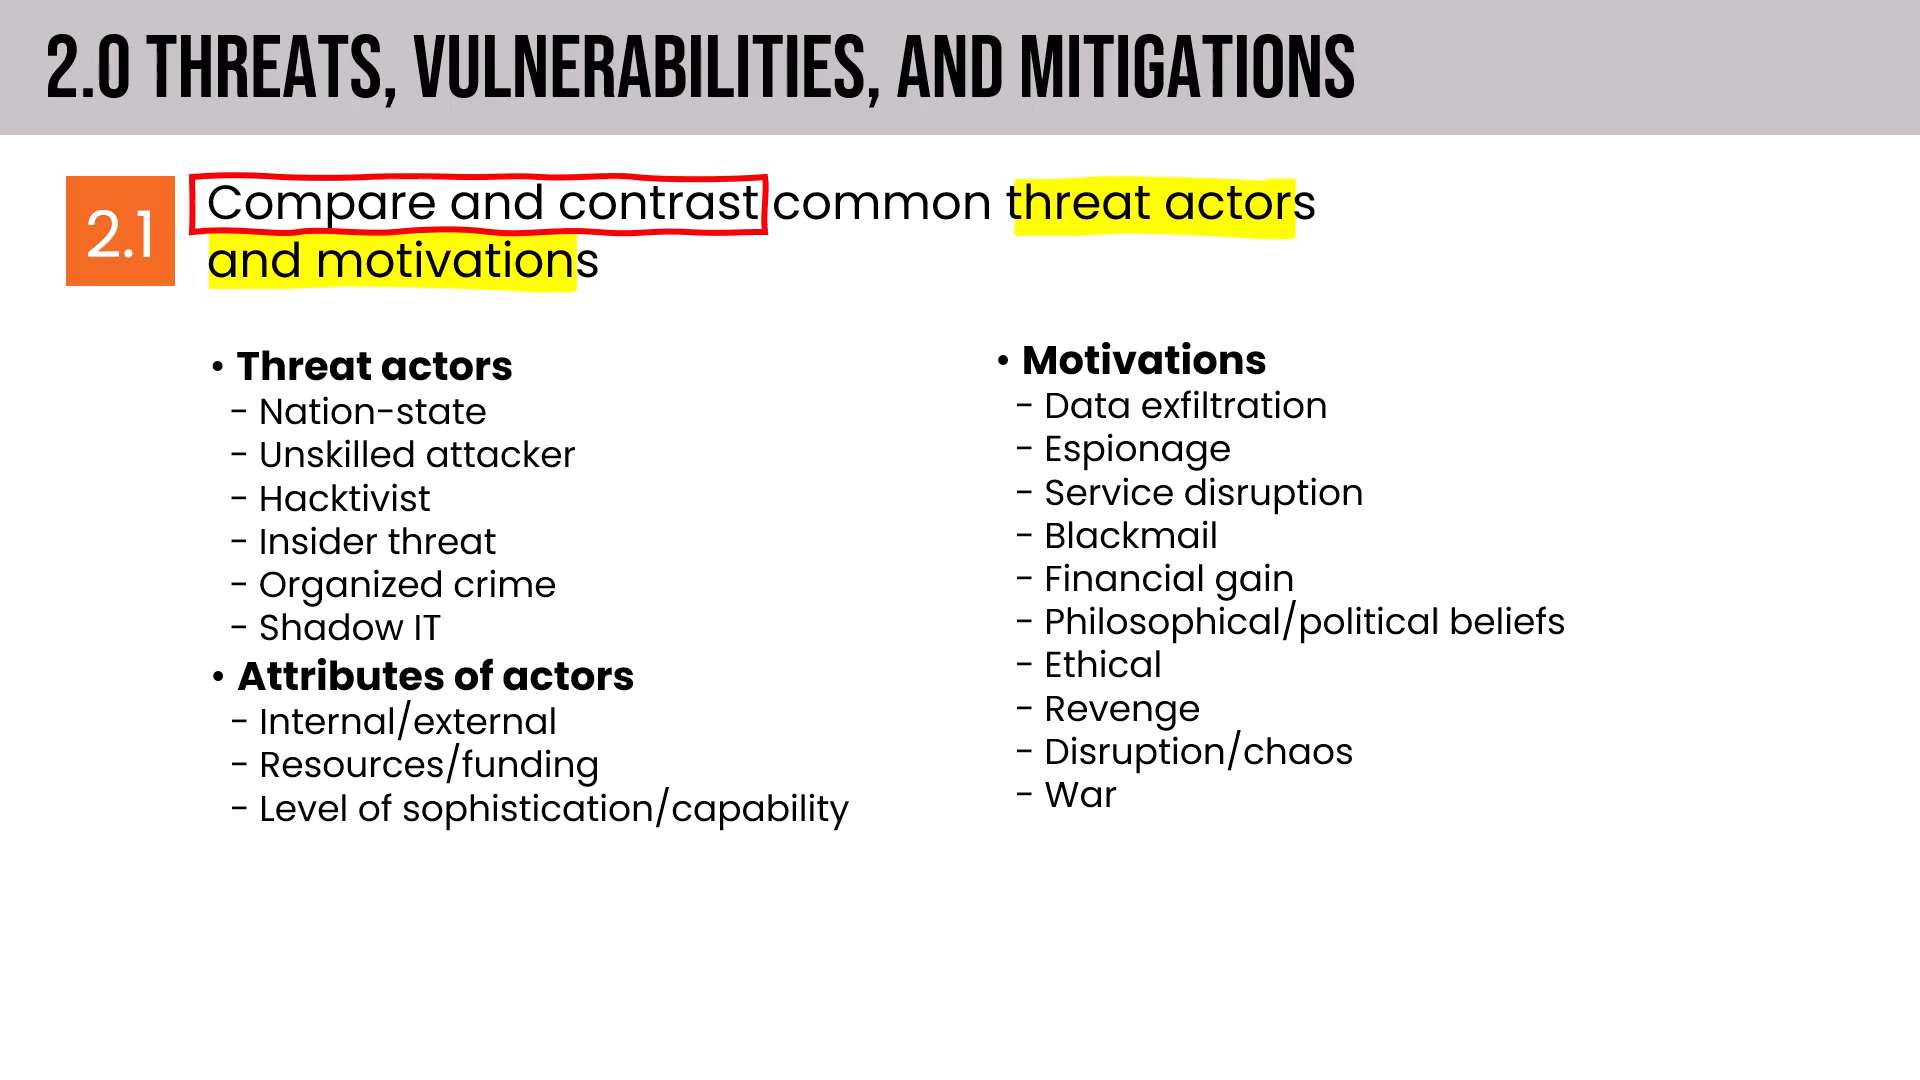 2.0 THREATS, VULNERABILITIES, AND MITIGATIONS
2.1
Compare and contrast common threat actors
and motivations
• Threat actors
- Nation-state
- Unskilled attacker
- Hacktivist
- Insider threat
- Organized crime
- Shadow IT
• Attributes of actors
- Internal/external
- Resources/funding
- Level of sophistication/capability
• Motivations
- Data exfiltration
- Espionage
- Service disruption
- Blackmail
- Financial gain
- Philosophical/political beliefs
- Ethical
- Revenge
- Disruption/chaos
- War